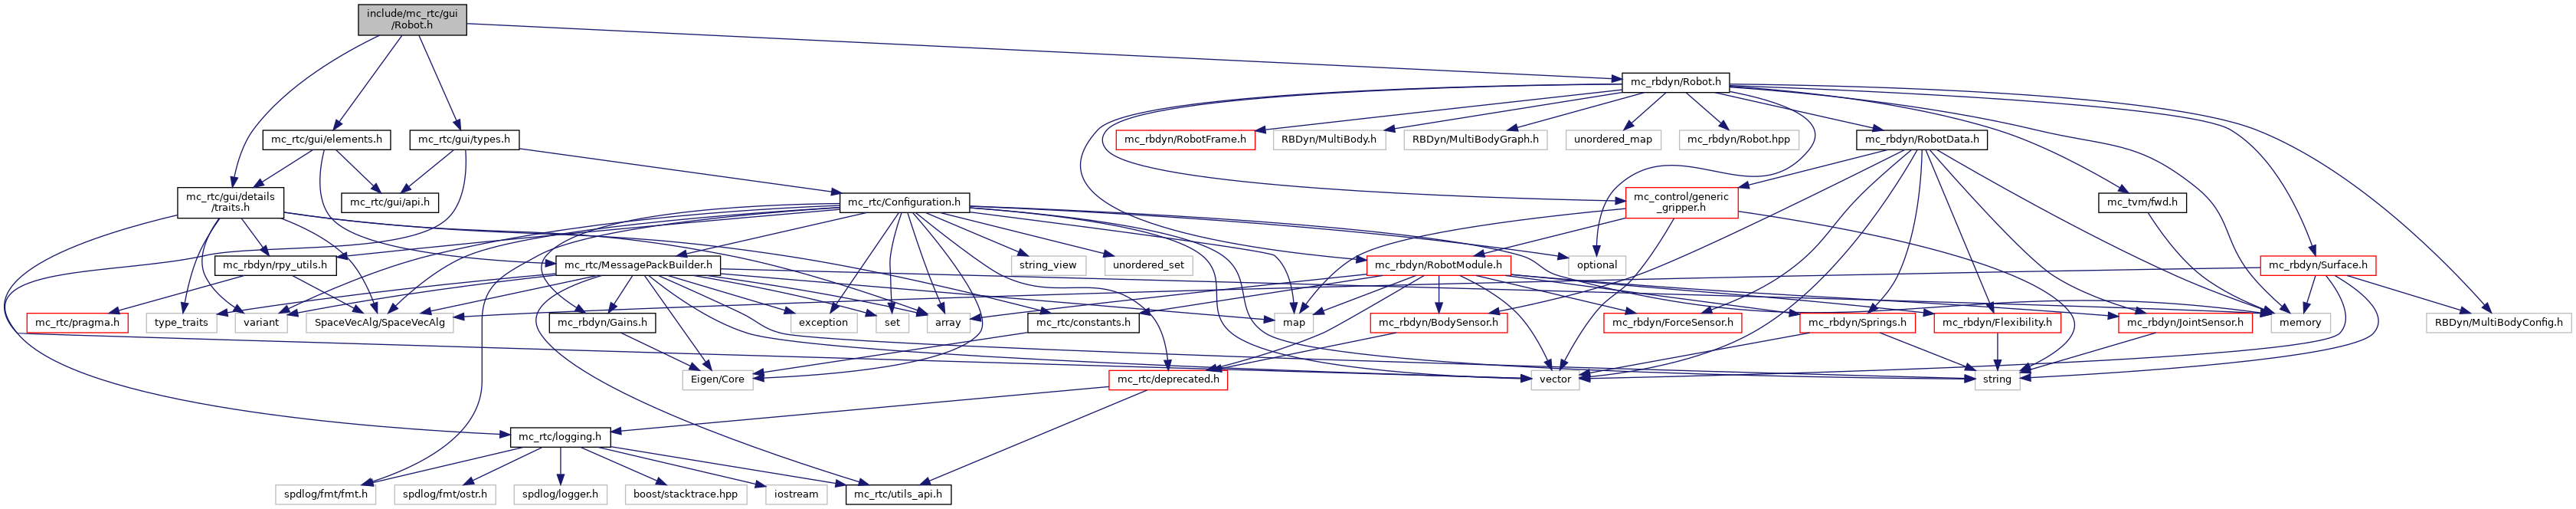 include/mc_rtc/gui
/Robot.h
mc_rbdyn/Robot.h
mc_rtc/gui/elements.h
mc_rtc/gui/types.h
mc_rbdyn/RobotFrame.h
RBDyn/MultiBody.h
RBDyn/MultiBodyGraph.h
unordered_map
mc_rbdyn/Robot.hpp
mc_rbdyn/RobotData.h
mc_rtc/gui/details
/traits.h
mc_rtc/gui/api.h
mc_rtc/Configuration.h
mc_control/generic
_gripper.h
mc_tvm/fwd.h
mc_rbdyn/rpy_utils.h
mc_rtc/MessagePackBuilder.h
string_view
unordered_set
mc_rbdyn/RobotModule.h
optional
mc_rbdyn/Surface.h
mc_rtc/pragma.h
type_traits
variant
SpaceVecAlg/SpaceVecAlg
mc_rbdyn/Gains.h
exception
set
array
mc_rtc/constants.h
map
mc_rbdyn/BodySensor.h
mc_rbdyn/ForceSensor.h
mc_rbdyn/Springs.h
mc_rbdyn/Flexibility.h
mc_rbdyn/JointSensor.h
memory
RBDyn/MultiBodyConfig.h
Eigen/Core
mc_rtc/deprecated.h
vector
string
mc_rtc/logging.h
spdlog/fmt/fmt.h
spdlog/fmt/ostr.h
spdlog/logger.h
boost/stacktrace.hpp
iostream
mc_rtc/utils_api.h